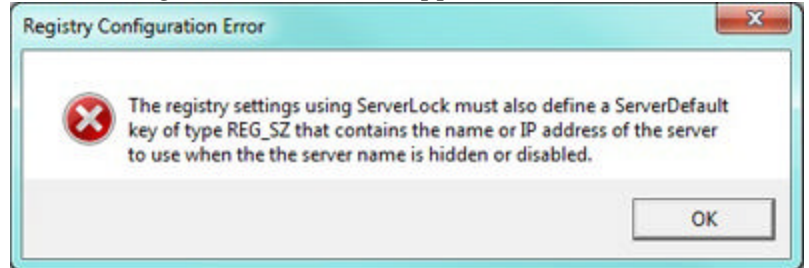 Registry Configuration Error
The registry settings using ServerLock must also define a ServerDefault
key of type REG_SZ that contains the name or IP address of the server
to use when the the server name is hidden or disabled.
OK